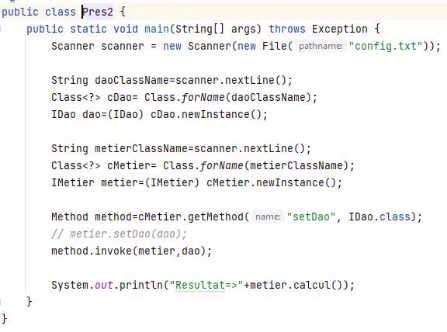 public class Pres2 {
public static void main(String[] args) throws Exception {
Scanner scanner = new Scanner(new File( pathname: "config.txt"));
String daoClassName=scanner.nextLine();
Class<?> cDao= Class.forName(daoClassName);
IDao dao=(IDao) cDao.newInstance();
String metierClassName=scanner.nextLine();
Class<?> cMetier= Class.forName(metierClassName);
IMetier metier=(IMetier) cMetier.newInstance();
Method method=cMetier.getMethod( name: "setDao", IDao.class);
// metier.setDao(dao);
method.invoke(metier,dao);
System.out.println("Resultat=>"+metier.calcul());
}
}